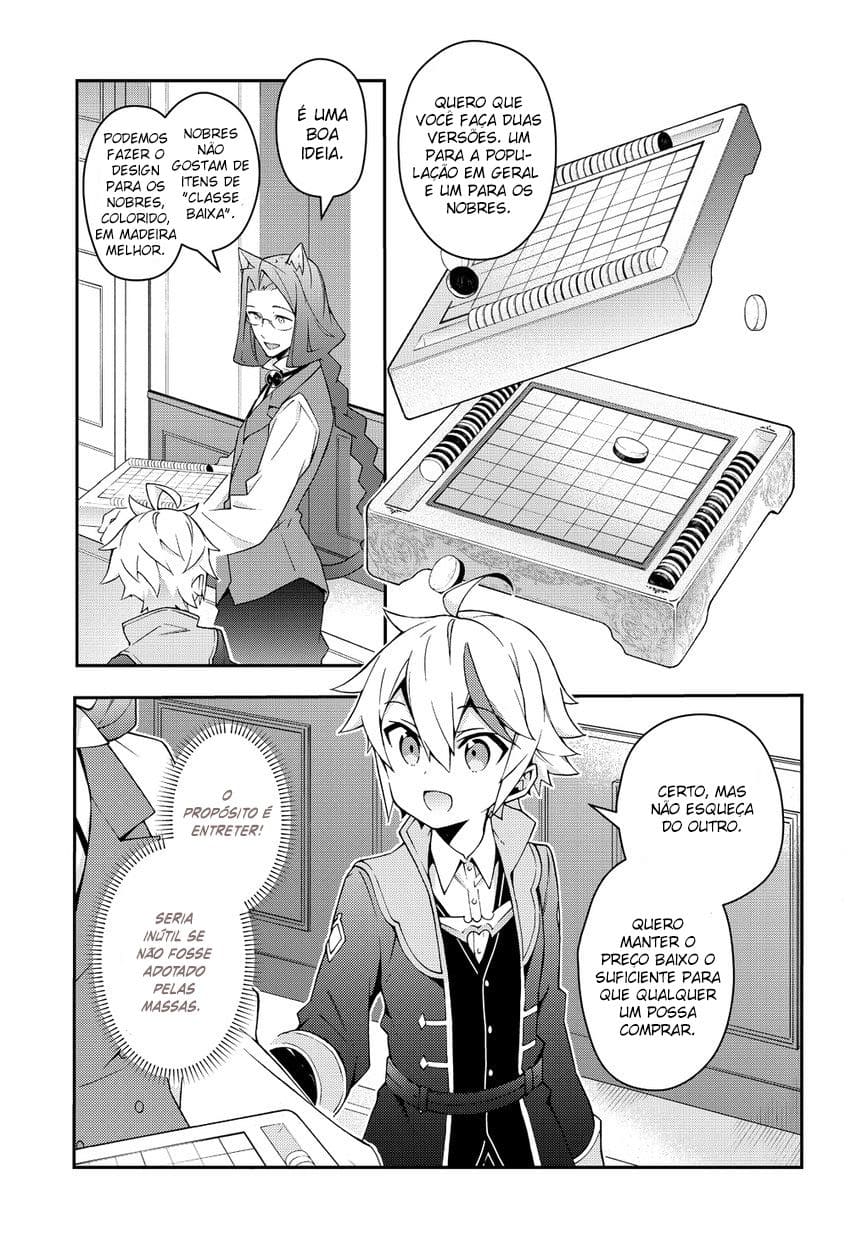 QUERO QUE
VOCÊ FAÇA DUAS
VERSÕES. UM
PARA A POPU-
LAÇÃO EM GERAL
E UM PARA OS
NOBRES.
É UMA
BOA
IDEIA.
NOBRES
NÃO
GOSTAM DE
ITENS DE
"CLASSE
BAIXA".
PODEMOS
FAZER O
DESIGN
PARA OS
NOBRES,
COLORIDO,
EM MADEIRA
MELHOR.
CERTO, MAS
NÃO ESQUEÇA
DO OUTRO.
QUERO
MANTER O
PREÇO BAIXO O
SUFICIENTE PARA
QUE QUALQUER
UM POSSA
COMPRAR.
O
PROPÓSITO É
ENTRETER!
SERIA
INÚTIL SE
NÃO FOSSE
ADOTADO
PELAS
MASSAS.